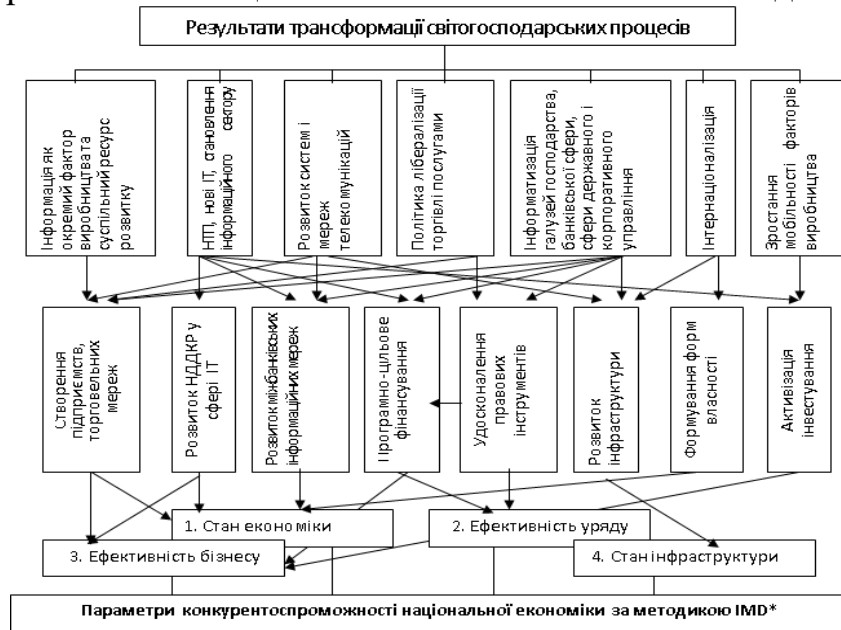 Результати трансформації світогосподарських процесів
Інформація як
окремий фактор
виробництва та
суспільний ресурс
розвитку
НТП, нові ІТ, становлення
інформаційного сектору
Розвиток систем і
мереж
телекомунікацій
Політика лібералізації
торгівлі послугами
Інформатизація
галузей господарства,
банківської сфери,
сфери державного і
корпоративного
управління
Інтернаціоналізація
Зростання
мобільності факторів
виробництва
Створення
підприємств,
торговельних
мереж
Розвиток НДДКР у
сфері ІТ
Розвиток міжбанківських
інформаційних мереж
Програмно-цільове
фінансування
Удосконалення
правових
інструментів
Розвиток
інфраструктури
Формування форм
власності
Активізація
інвестування
1. Стан економіки
2. Ефективність уряду
3. Ефективність бізнесу
4. Стан інфраструктури
Параметри конкурентоспроможності національної економіки за методикою IMD*